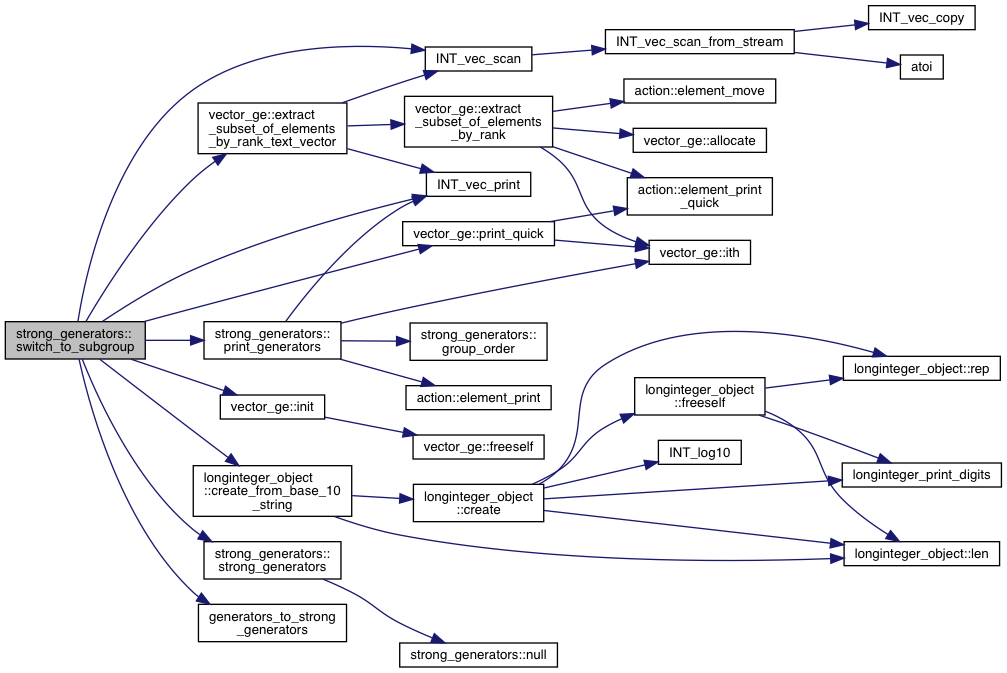 INT_vec_copy
INT_vec_scan_from_stream
INT_vec_scan
atoi
action::element_move
vector_ge::extract
_subset_of_elements
_by_rank_text_vector
vector_ge::extract
_subset_of_elements
_by_rank
vector_ge::allocate
INT_vec_print
action::element_print
_quick
vector_ge::print_quick
vector_ge::ith
strong_generators::
switch_to_subgroup
strong_generators::
print_generators
strong_generators::
group_order
longinteger_object::rep
action::element_print
longinteger_object
::freeself
vector_ge::init
vector_ge::freeself
INT_log10
longinteger_print_digits
longinteger_object
::create_from_base_10
_string
longinteger_object
::create
longinteger_object::len
strong_generators::
strong_generators
generators_to_strong
_generators
strong_generators::null